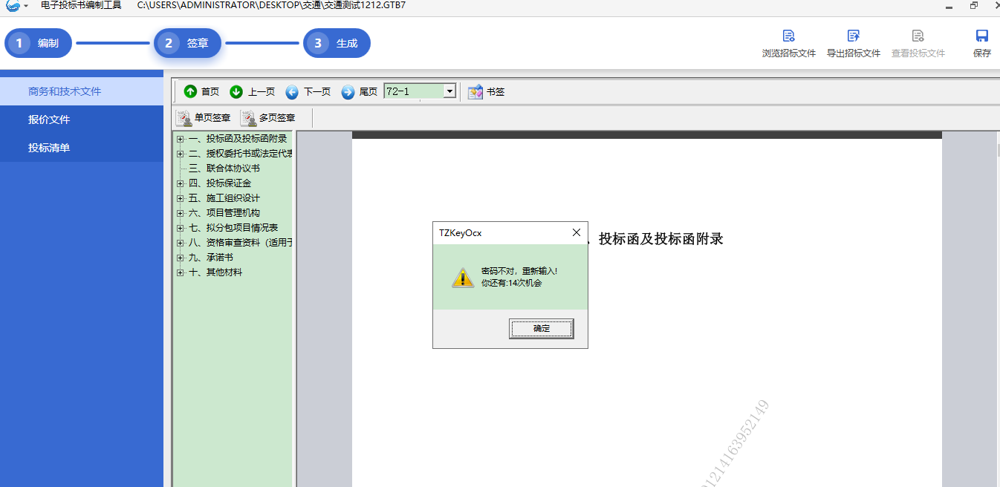 电子投标书编制工具 C:\USERS\ADMINISTRATOR\DESKTOP\交通\交通测试1212.GTB7
1 编制 2 签章 3 生成
浏览招标文件 导出招标文件 查看投标文件 保存
商务和技术文件
报价文件
投标清单
首页 上一页 下一页 尾页 72-1 书签
单页签章 多页签章
一、投标函及投标函附录
二、授权委托书或法定代表
三、联合体协议书
四、投标保证金
五、施工组织设计
六、项目管理机构
七、拟分包项目情况表
八、资格审查资料（适用于
九、承诺书
十、其他材料
、投标函及投标函附录
TZKeyOcx
密码不对，重新输入!
你还有:14次机会
确定